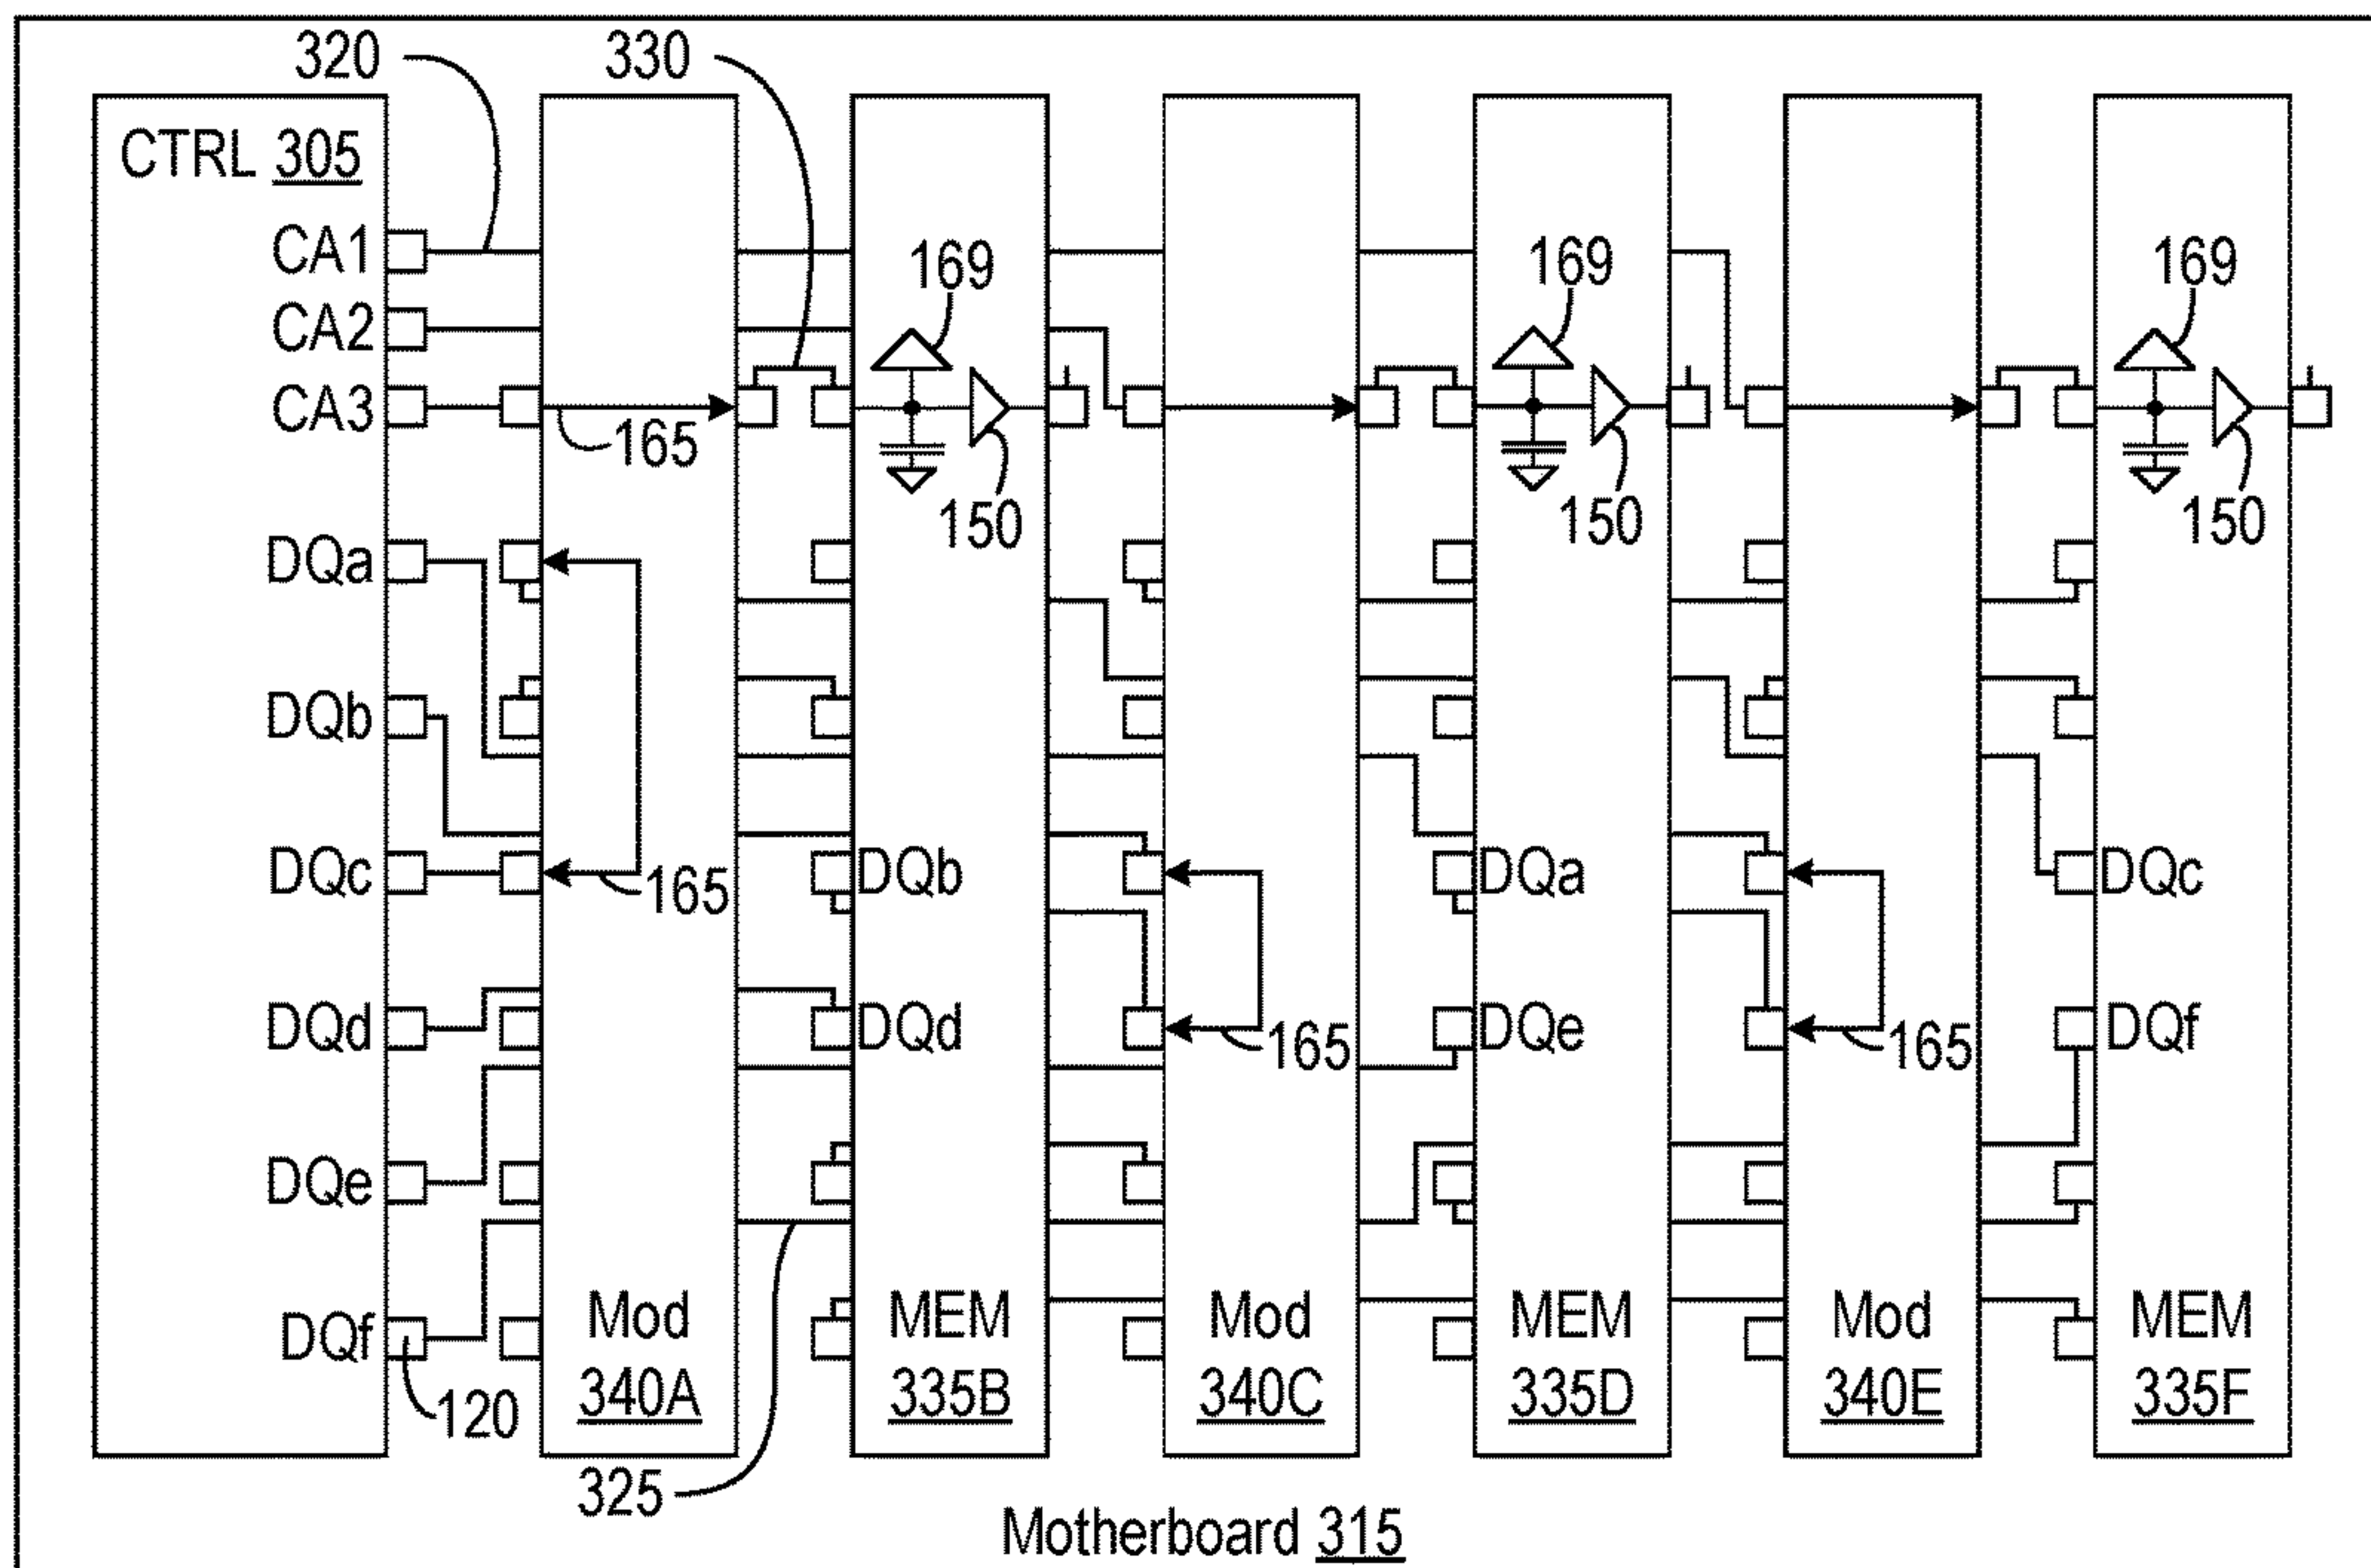 320
330
CTRL 305
CA1
169
169
169
CA2
CA3
165
150
150
150
DQa
DQb
DQc
165
DQb
DQa
DQc
DQd
DQd
165
DQe
165
DQf
DQe
DQf
120
Mod
340A
MEM
335B
Mod
340C
MEM
335D
Mod
340E
MEM
335F
325
Motherboard 315